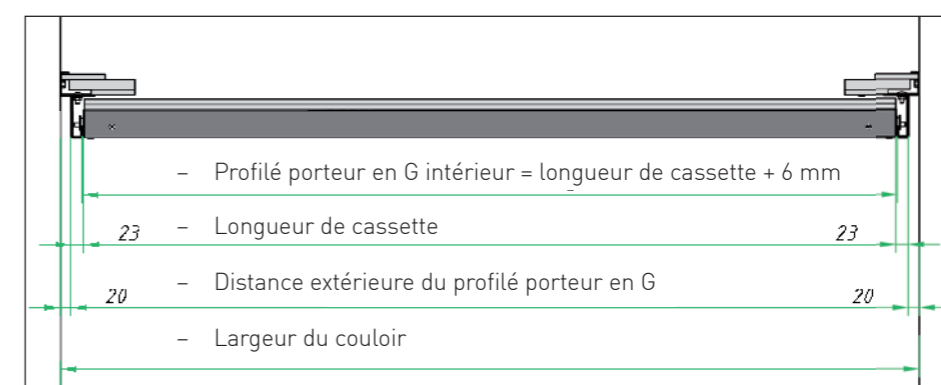 – Profilé porteur en G intérieur = longueur de cassette + 6 mm
23 – Longueur de cassette 23
– Distance extérieure du profilé porteur en G
20 20
– Largeur du couloir